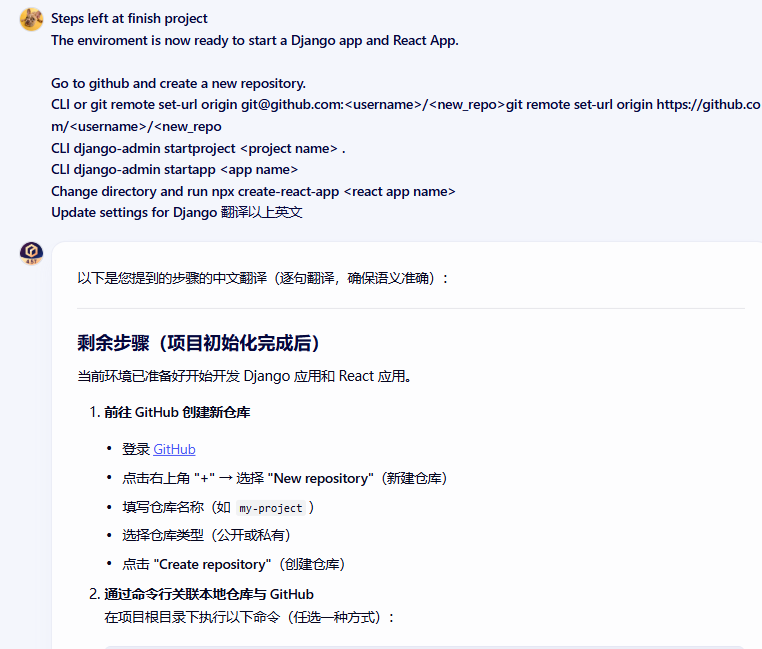 Steps left at finish project
The enviroment is now ready to start a Django app and React App.
Go to github and create a new repository.
CLI or git remote set-url origin git@github.com:<username>/<new_repo>git remote set-url origin https://github.co
m/<username>/<new_repo
CLI django-admin startproject <project name> .
CLI django-admin startapp <app name>
Change directory and run npx create-react-app <react app name>
Update settings for Django 翻译以上英文
4.5T
以下是您提到的步骤的中文翻译（逐句翻译，确保语义准确）：
剩余步骤（项目初始化完成后）
当前环境已准备好开始开发 Django 应用和 React 应用。
1. 前往 GitHub 创建新仓库
• 登录 GitHub
• 点击右上角 "+" → 选择 "New repository"（新建仓库）
• 填写仓库名称（如 my-project ）
• 选择仓库类型（公开或私有）
• 点击 "Create repository"（创建仓库）
2. 通过命令行关联本地仓库与 GitHub
在项目根目录下执行以下命令（任选一种方式）：